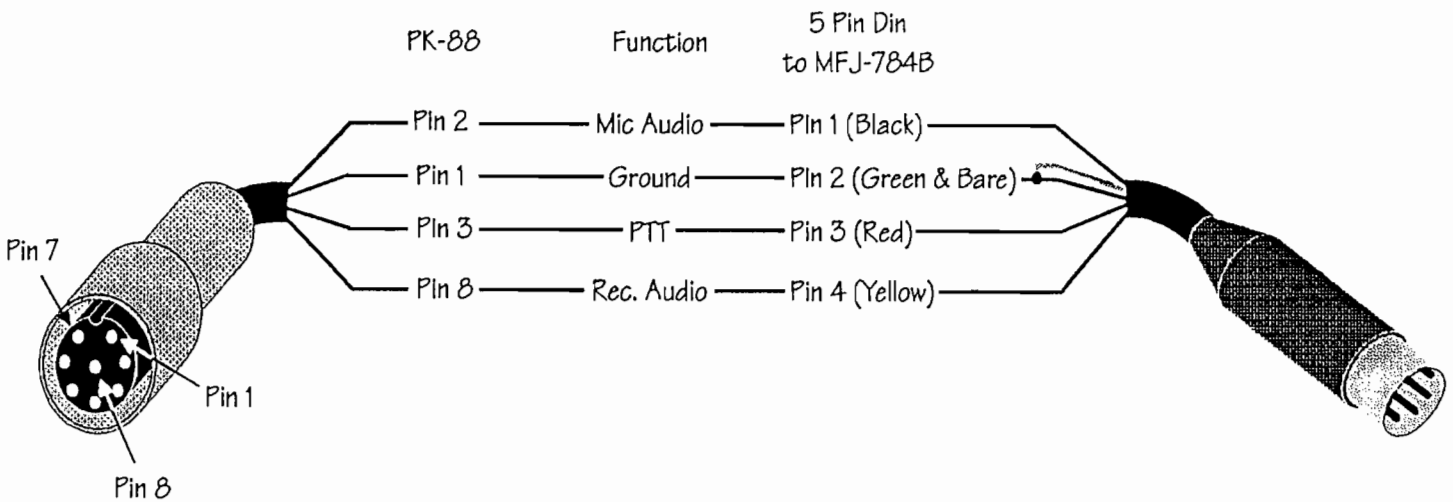 PK-88 Function 5 Pin Din
to MFJ-784B
Pin 2 Mic Audio Pin 1 (Black)
Pin 1 Ground Pin 2 (Green & Bare)
Pin 3 PTT Pin 3 (Red)
Pin 8 Rec. Audio Pin 4 (Yellow)
Pin 7
Pin 1
Pin 8